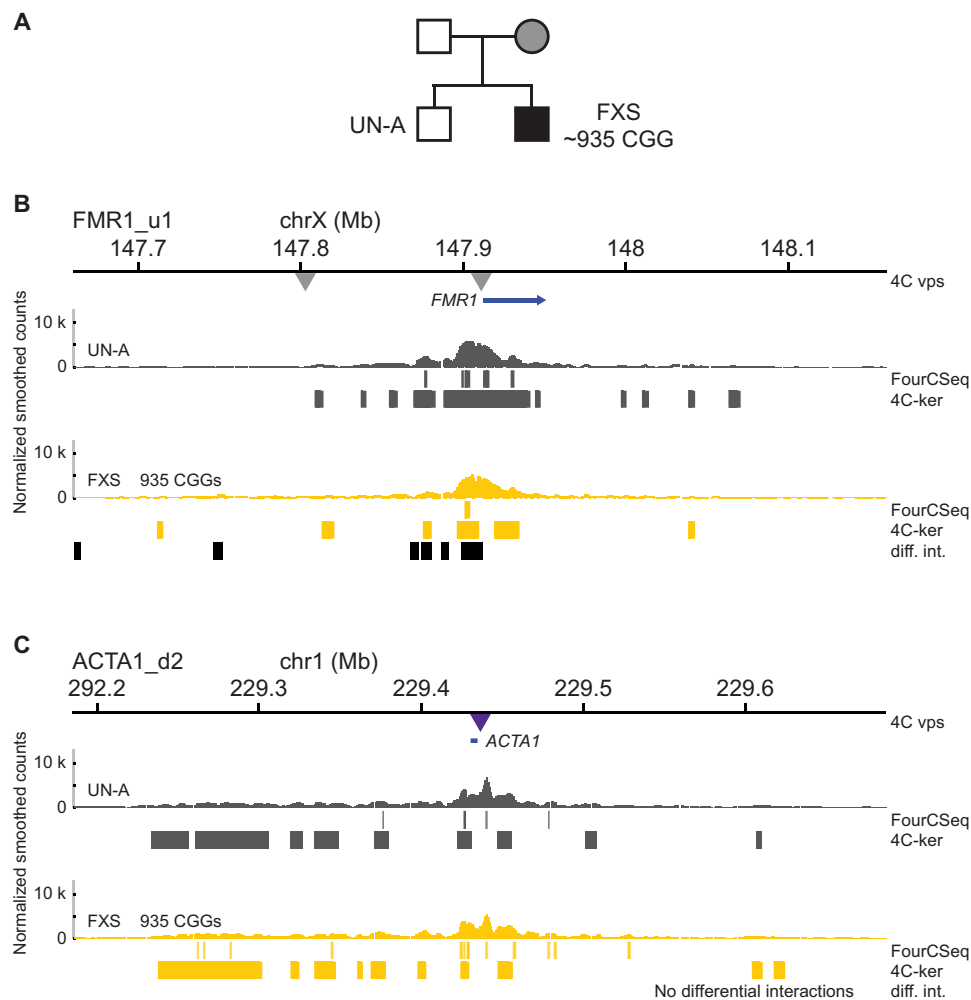 A
UN-A
FXS
~935 CGG
B
FMR1_u1 chrX (Mb)
147.7 147.8 147.9 148 148.1
4C vps
FMR1
Normalized smoothed counts
10 k
UN-A
0
FourCSeq
4C-ker
10 k
FXS 935 CGGs
0
FourCSeq
4C-ker
diff. int.
C
ACTA1_d2 chr1 (Mb)
292.2 229.3 229.4 229.5 229.6
4C vps
ACTA1
Normalized smoothed counts
10 k
UN-A
0
FourCSeq
4C-ker
10 k
FXS 935 CGGs
0
FourCSeq
4C-ker
No differential interactions diff. int.